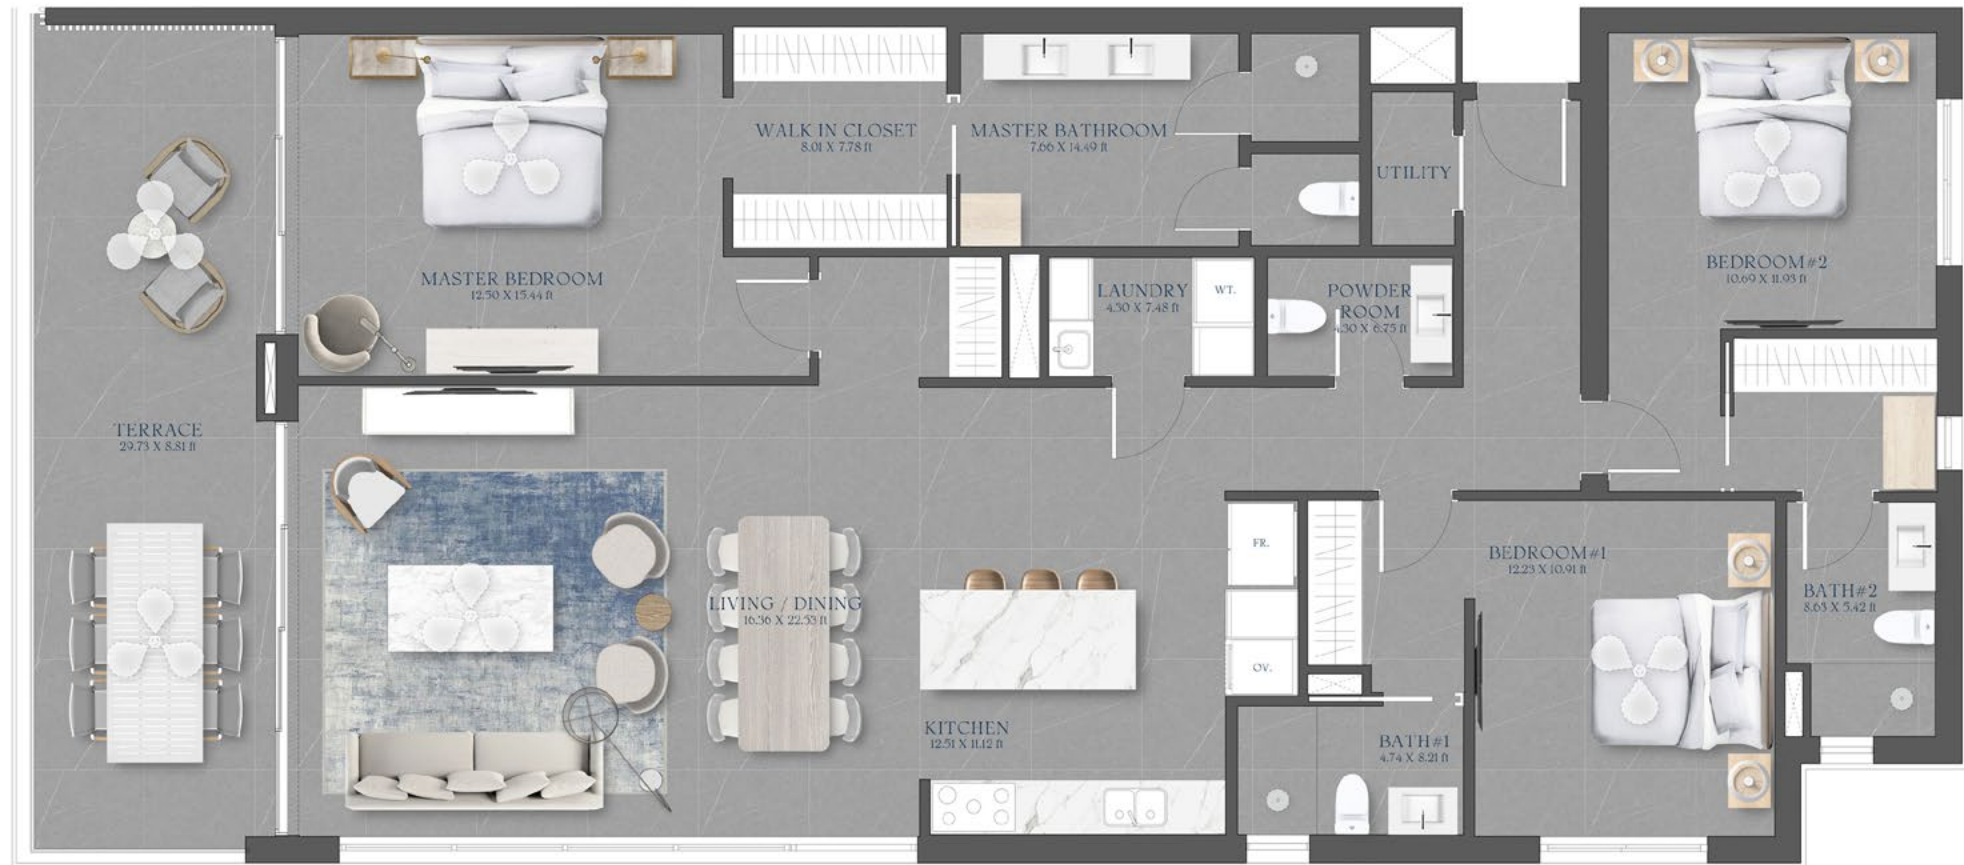 WALK IN CLOSET
8.01 X 7.78 ft
MASTER BATHROOM
7.66 X 14.49 ft
UTILITY
MASTER BEDROOM
12.50 X 15.44 ft
LAUNDRY
4.30 X 7.48 ft
WT.
POWDER
ROOM
4.30 X 6.75 ft
BEDROOM#2
10.69 X 11.93 ft
TERRACE
29.73 X 8.81 ft
FR.
BEDROOM#1
12.23 X 10.91 ft
BATH#2
8.63 X 5.42 ft
LIVING / DINING
16.36 X 22.53 ft
OV.
KITCHEN
12.51 X 11.12 ft
BATH#1
4.74 X 8.21 ft